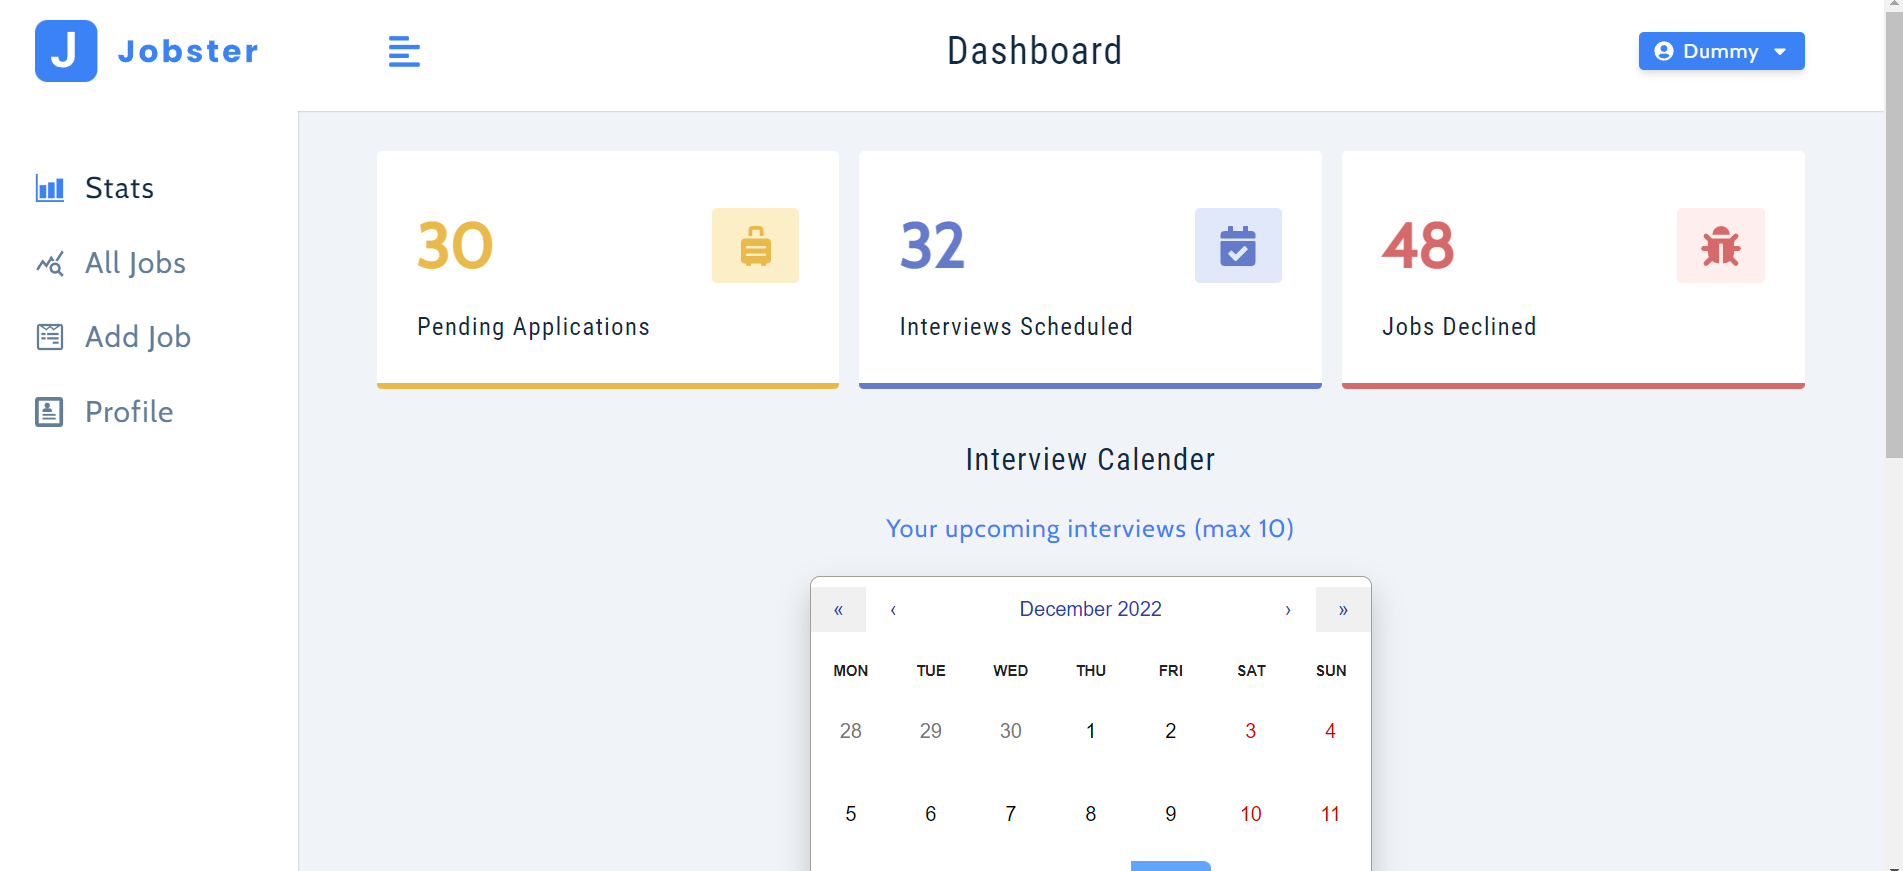 J Jobster
Dashboard
Dummy
Stats
All Jobs
Add Job
Profile
30
Pending Applications
32
Interviews Scheduled
48
Jobs Declined
Interview Calender
Your upcoming interviews (max 10)
« ‹ December 2022 › »
MON TUE WED THU FRI SAT SUN
28 29 30 1 2 3 4
5 6 7 8 9 10 11